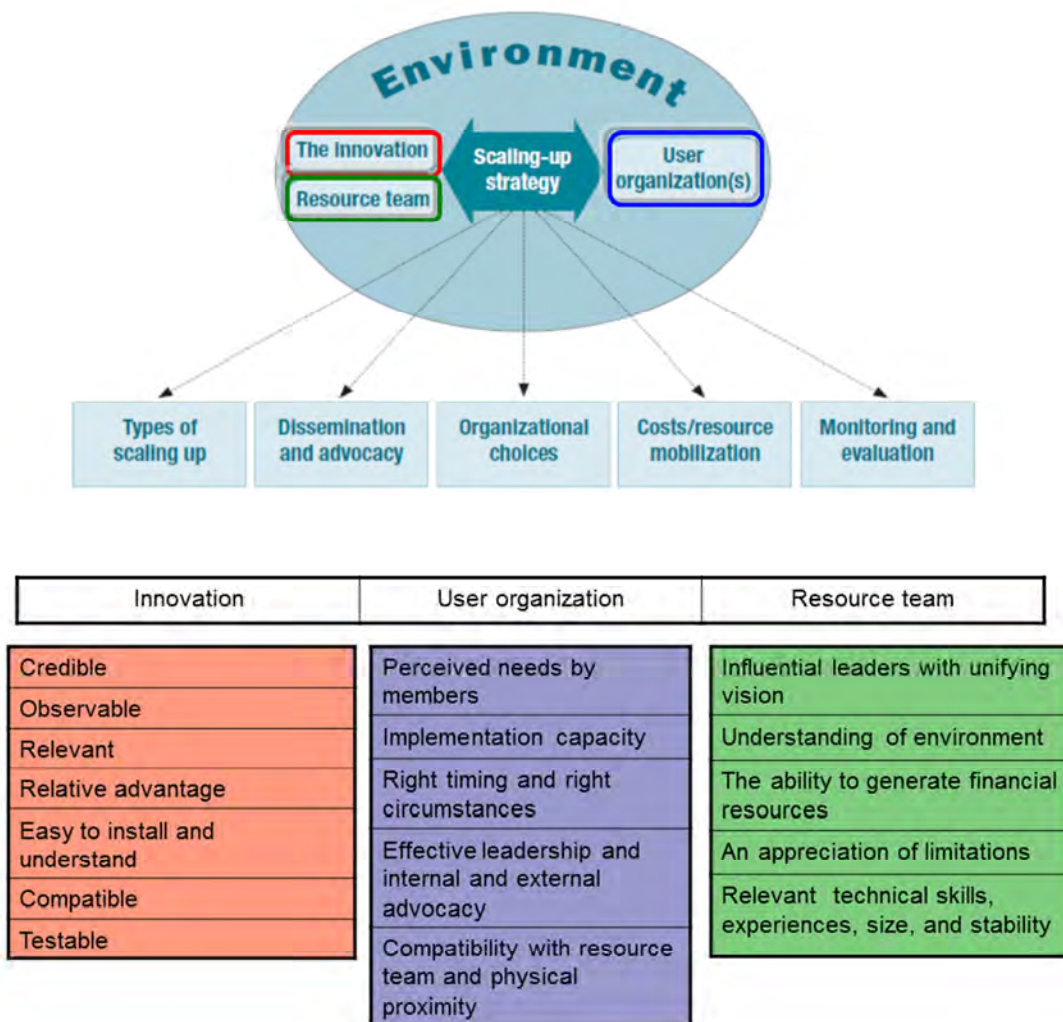 Environment
The innovation
Resource team
Scaling-up
strategy
User
organization(s)
Types of
scaling up
Dissemination
and advocacy
Organizational
choices
Costs/resource
mobilization
Monitoring and
evaluation
Innovation
User organization
Resource team
Credible
Observable
Relevant
Relative advantage
Easy to install and
understand
Compatible
Testable
Perceived needs by
members
Implementation capacity
Right timing and right
circumstances
Effective leadership and
internal and external
advocacy
Compatibility with resource
team and physical
proximity
Influential leaders with unifying
vision
Understanding of environment
The ability to generate financial
resources
An appreciation of limitations
Relevant technical skills,
experiences, size, and stability